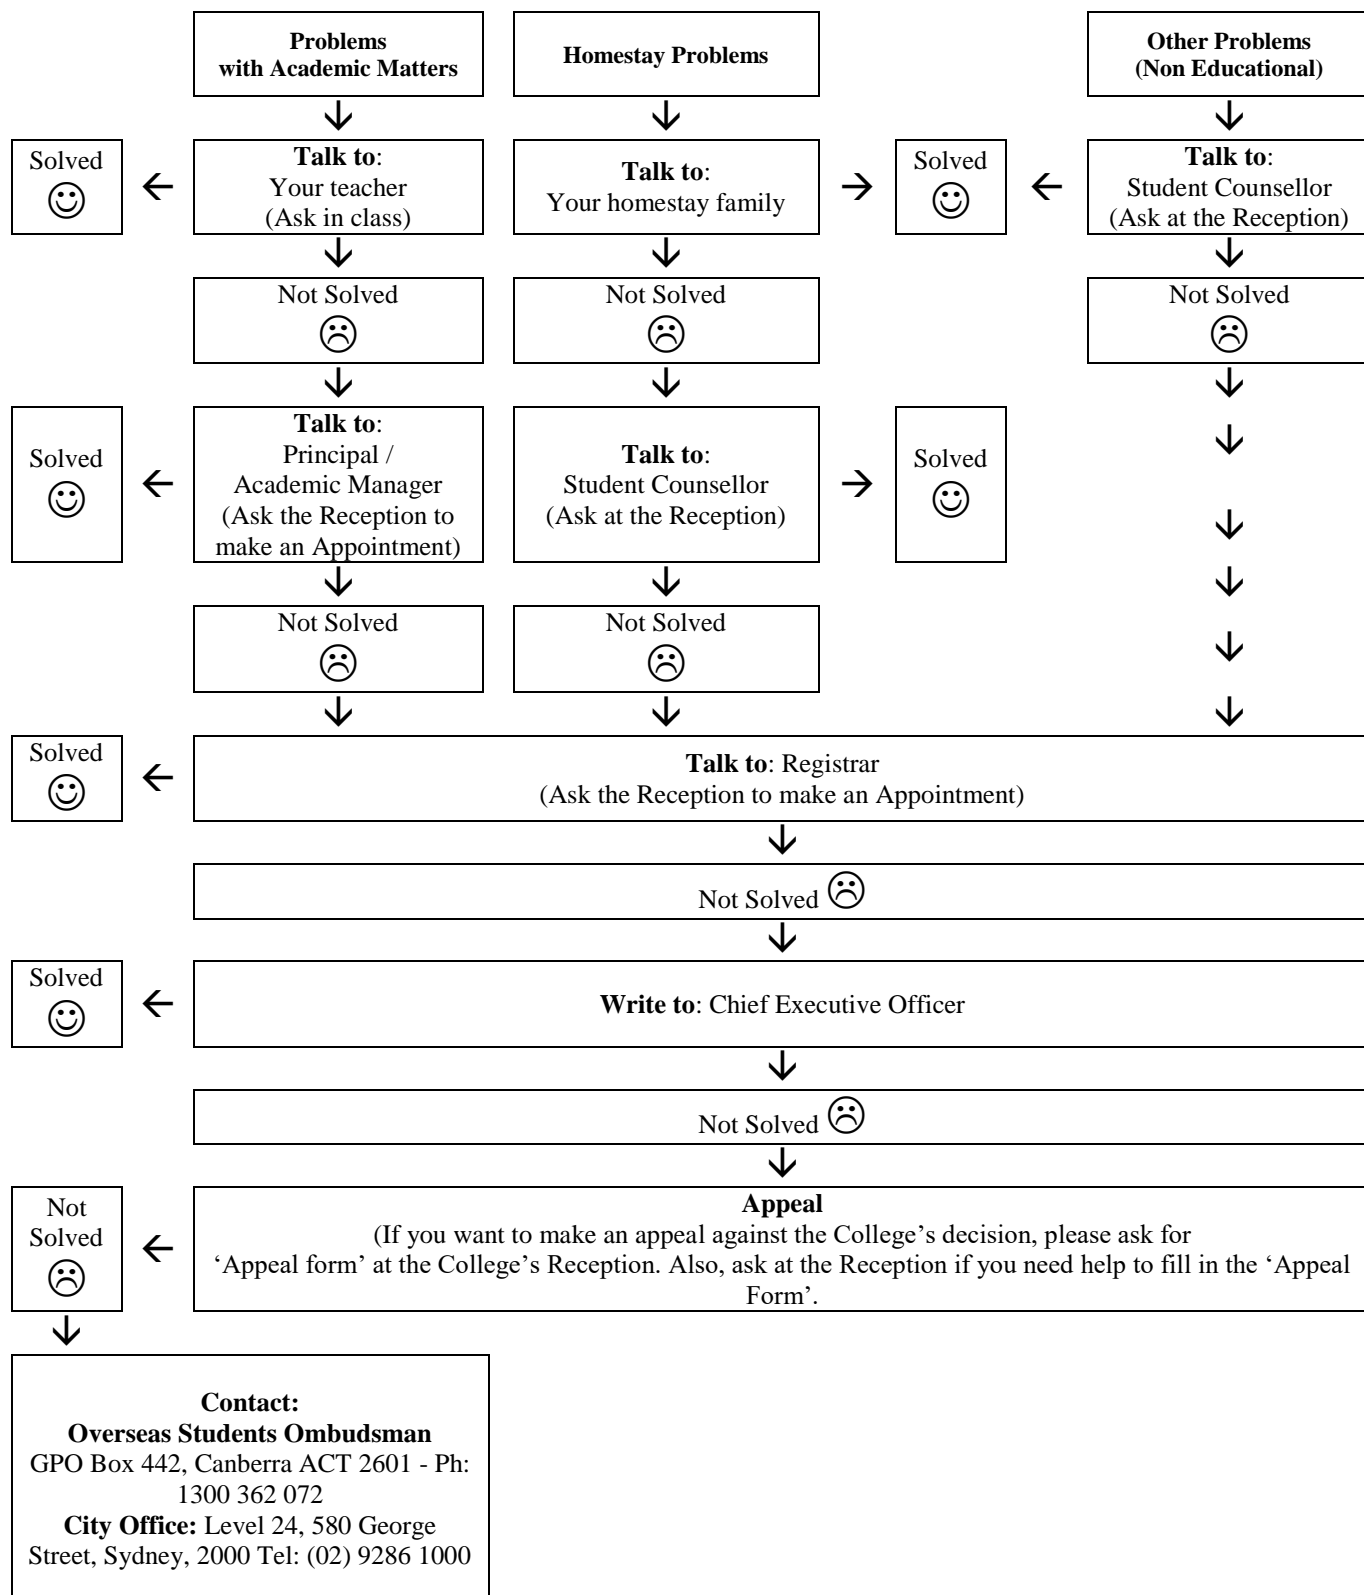 Problems
with Academic Matters
Homestay Problems
Other Problems
(Non Educational)
Solved
Talk to:
Your teacher
(Ask in class)
Talk to:
Your homestay family
Solved
Talk to:
Student Counsellor
(Ask at the Reception)
Not Solved
Not Solved
Not Solved
Solved
Talk to:
Principal /
Academic Manager
(Ask the Reception to
make an Appointment)
Talk to:
Student Counsellor
(Ask at the Reception)
Solved
Not Solved
Not Solved
Solved
Talk to: Registrar
(Ask the Reception to make an Appointment)
Not Solved
Solved
Write to: Chief Executive Officer
Not Solved
Not
Solved
Appeal
(If you want to make an appeal against the College’s decision, please ask for
‘Appeal form’ at the College’s Reception. Also, ask at the Reception if you need help to fill in the ‘Appeal
Form’.
Contact:
Overseas Students Ombudsman
GPO Box 442, Canberra ACT 2601 - Ph:
1300 362 072
City Office: Level 24, 580 George
Street, Sydney, 2000 Tel: (02) 9286 1000